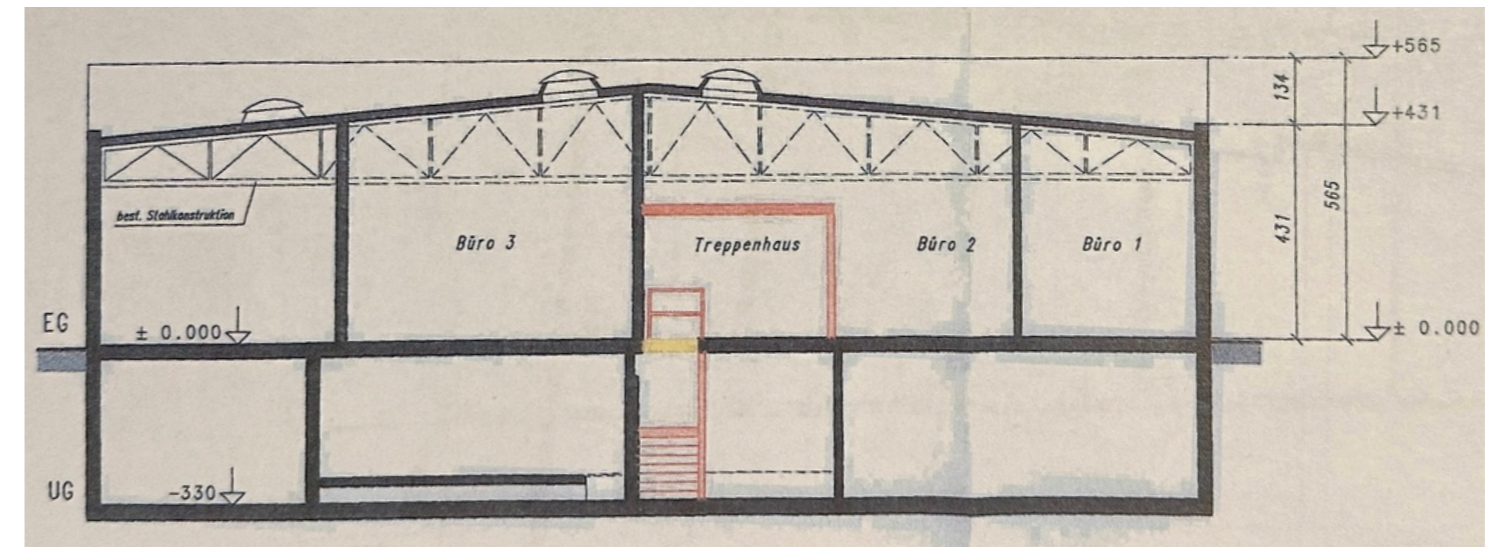 +565
134
+431
best. Stahlkonstruktion
Büro 3
Treppenhaus
Büro 2
Büro 1
431
565
EG
± 0.000
± 0.000
UG
-330